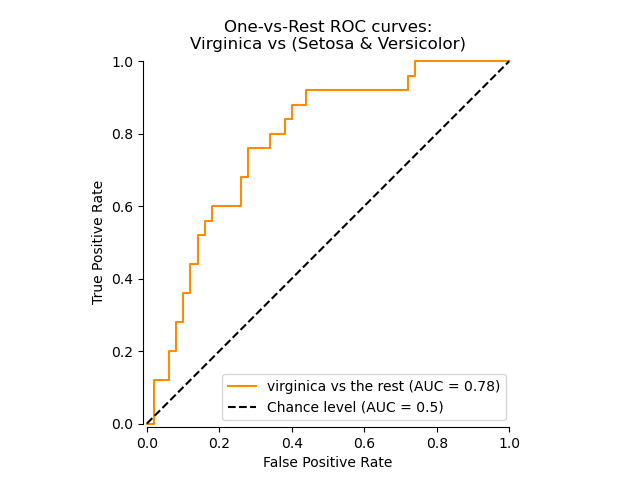 One-vs-Rest ROC curves:
Virginica vs (Setosa & Versicolor)
1.0
0.8
0.6
0.4
0.2
0.0
True Positive Rate
virginica vs the rest (AUC = 0.78)
Chance level (AUC = 0.5)
0.0 0.2 0.4 0.6 0.8 1.0
False Positive Rate